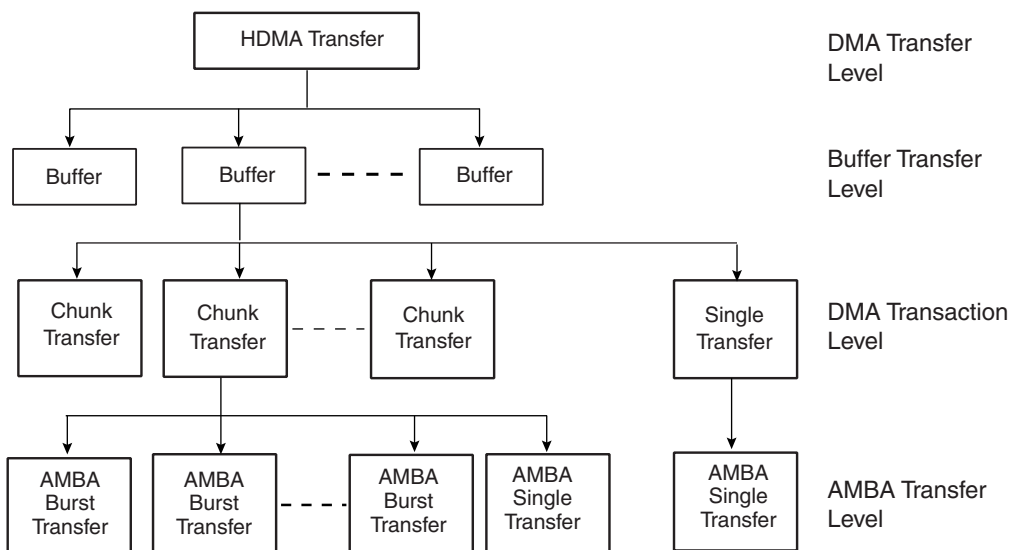 HDMA Transfer
DMA Transfer
Level
Buffer
Buffer
Buffer
Buffer Transfer
Level
Chunk
Transfer
Chunk
Transfer
Chunk
Transfer
Single
Transfer
DMA Transaction
Level
AMBA
Burst
Transfer
AMBA
Burst
Transfer
AMBA
Burst
Transfer
AMBA
Single
Transfer
AMBA
Single
Transfer
AMBA Transfer
Level